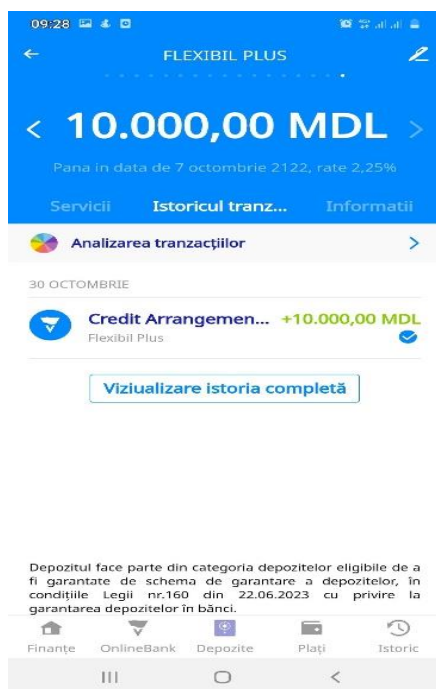 09:28
FLEXIBIL PLUS
< 10.000,00 MDL >
Pana in data de 7 octombrie 2122, rate 2,25%
Servicii Istoricul tranz... Informatii
Analizarea tranzacțiilor
30 OCTOMBRIE
Credit Arrangemen... +10.000,00 MDL
Flexibil Plus
Viziualizare istoria completă
Depozitul face parte din categoria depozitelor eligibile de a
fi garantate de schema de garantare a depozitelor, în
condițiile Legii nr.160 din 22.06.2023 cu privire la
garantarea depozitelor în bănci.
Finanțe OnlineBank Depozite Plați Istoric